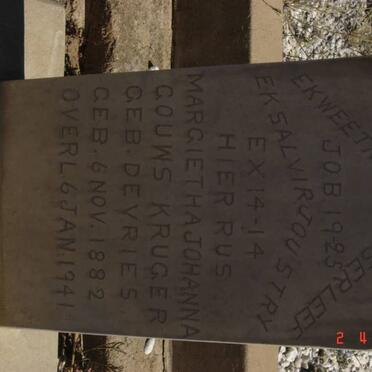 EK WEET LEEF
JOB 19-25
EK SAL VIR JOU STRY
EX 14-14
HIER RUS
MARGIETHA JOHANNA
GOUWS KRUGER
GEB. DE VRIES
GEB. 6 NOV. 1882
OVERL 6 JAN. 1941
2 4